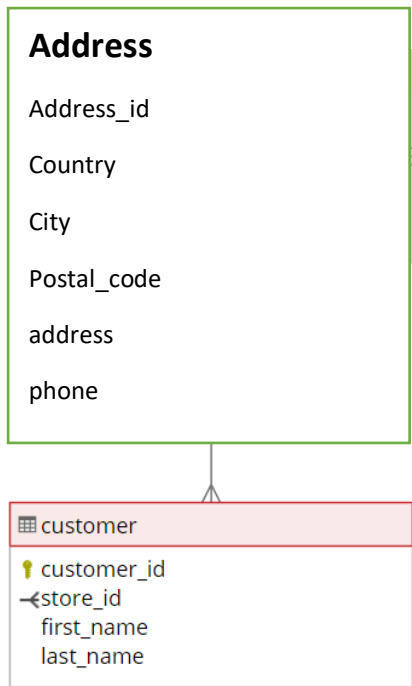 Address
Address_id
Country
City
Postal_code
address
phone
customer
customer_id
store_id
first_name
last_name